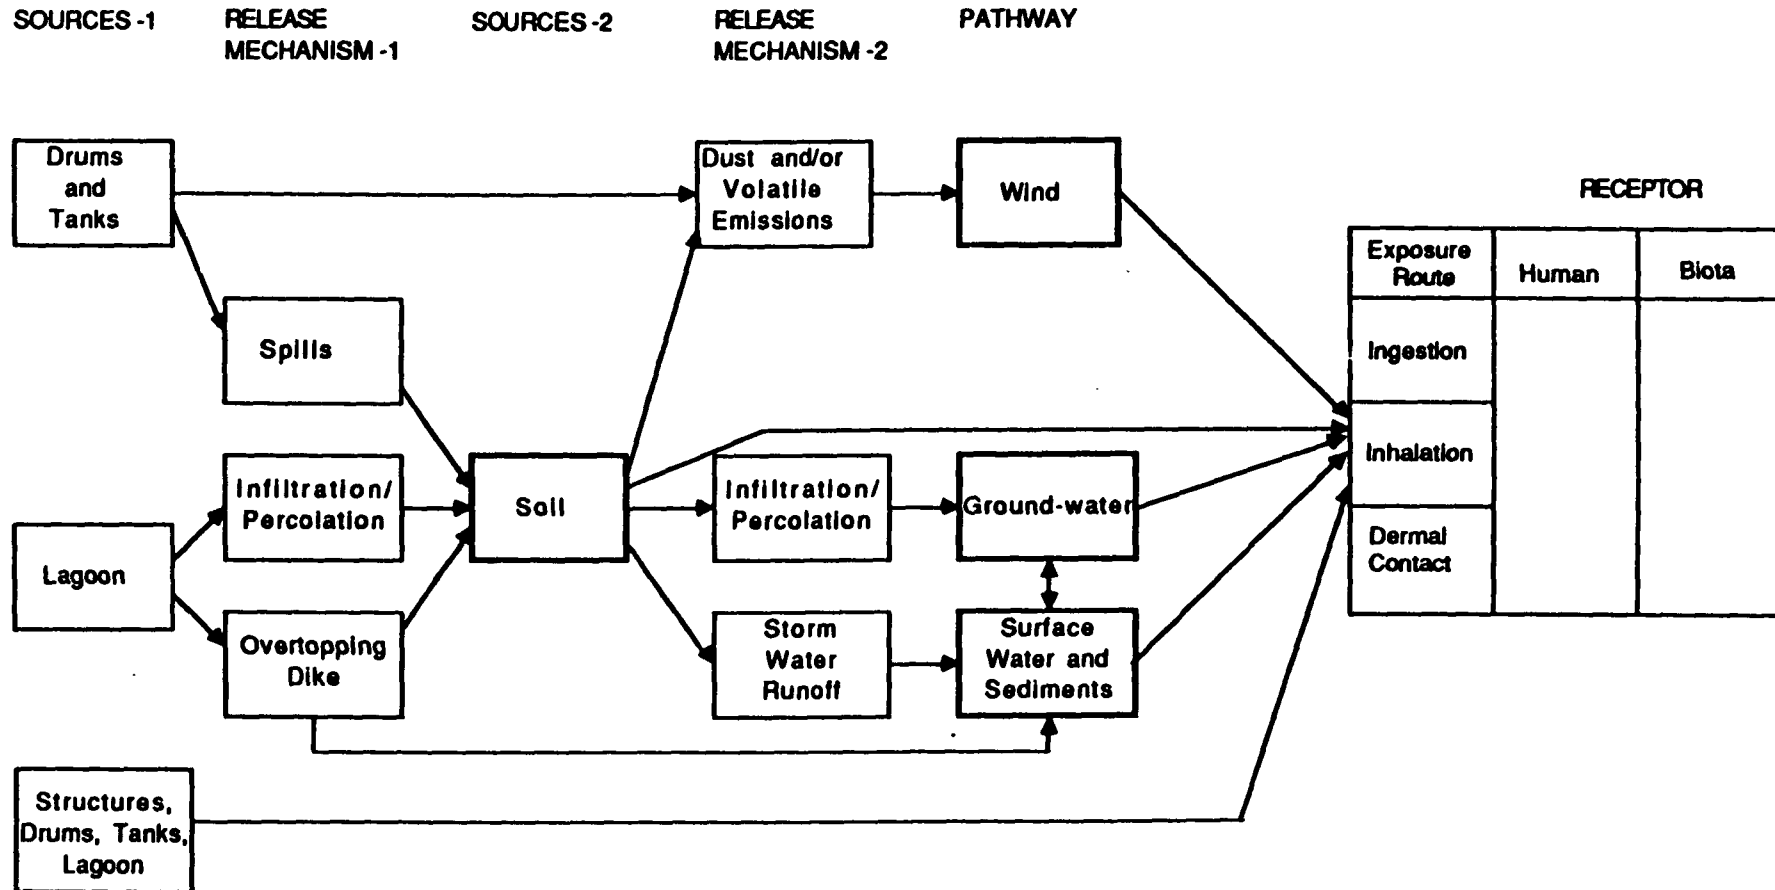 SOURCES -1
RELEASE
MECHANISM -1
SOURCES -2
RELEASE
MECHANISM -2
PATHWAY
Drums
and
Tanks
Dust and/or
Volatile
Emissions
Wind
RECEPTOR
Exposure
Route
Human
Biota
Spills
Ingestion
Infiltration/
Percolation
Soil
Infiltration/
Percolation
Ground-water
Inhalation
Lagoon
Dermal
Contact
Overtopping
Dike
Storm
Water
Runoff
Surface
Water and
Sediments
Structures,
Drums, Tanks,
Lagoon